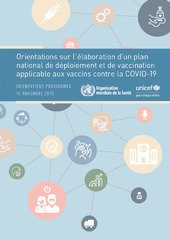 Orientations sur l'élaboration d'un plan
national de déploiement et de vaccination
applicable aux vaccins contre la COVID-19
ORIENTATIONS PROVISOIRES
16 NOVEMBRE 2020
Organisation
mondiale de la Santé
unicef
pour chaque enfant